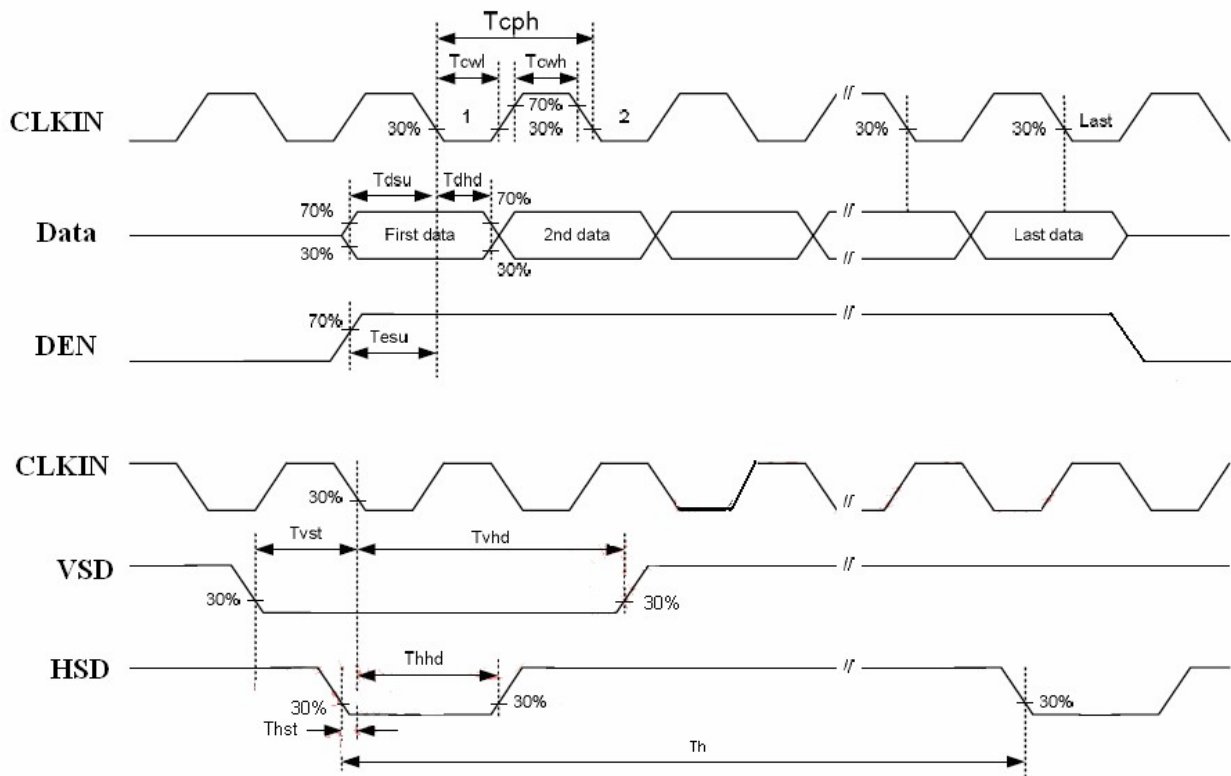 Tcph
Tcwl Tcwh
CLKIN 30% 1 70% 30% 2 30% 30% Last
Tdsu Tdhd
70% 70%
Data First data 2nd data Last data
30% 30%
70%
DEN Tesu
CLKIN 30%
Tvst Tvhd
VSD 30% 30%
HSD Thhd
30% 30% 30%
Thst
Th